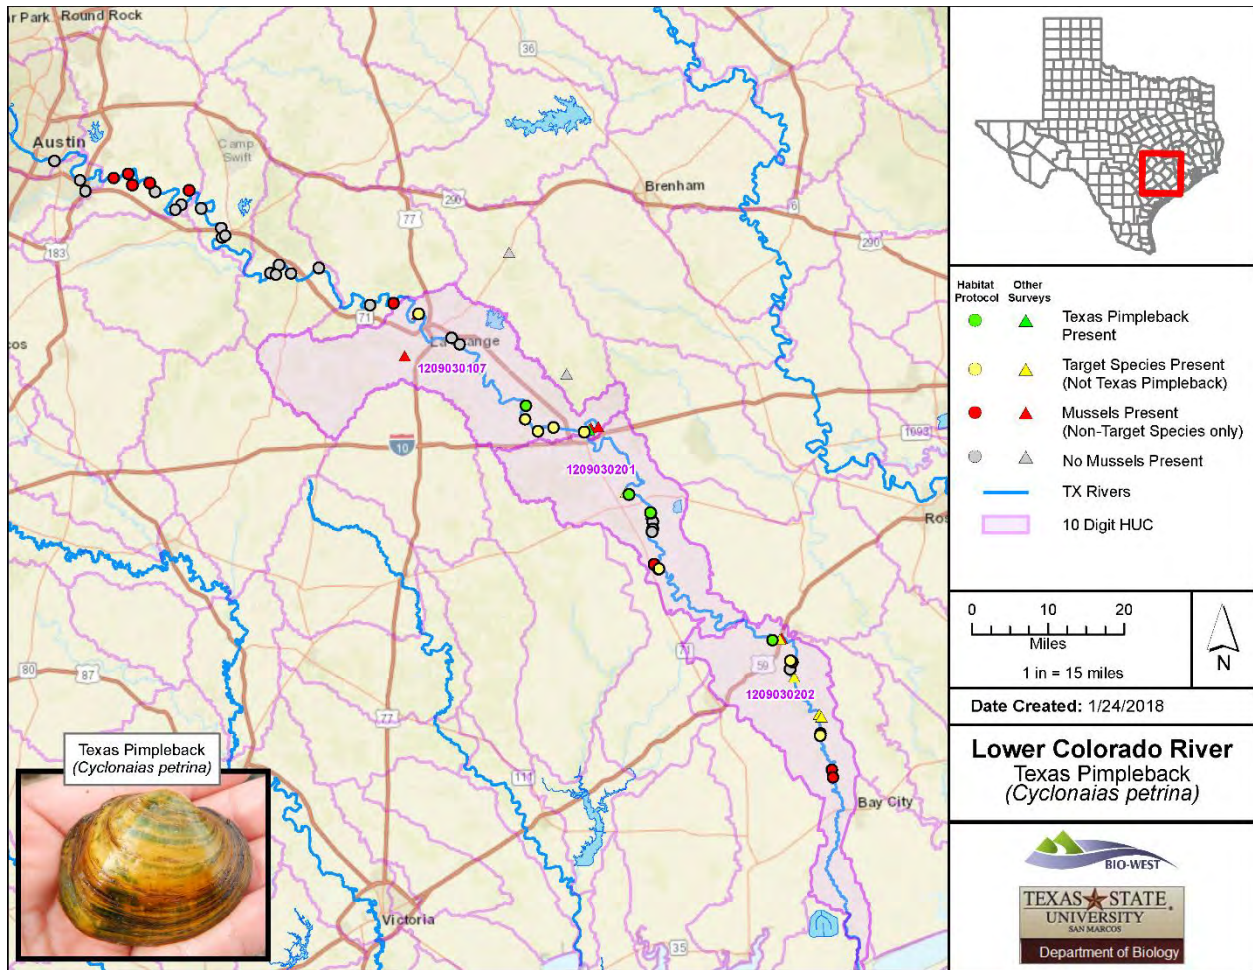 ar Park
Round Rock
36
Austin
Camp
Swift
Brenham
77
290
6
290
183
71
La Grange
cos
1209030107
10
1093
1209030201
Ros
71
59
1209030202
80
87
77
111
Bay City
Victoria
35
Texas Pimpleback
(Cyclonaias petrina)
Habitat Protocol
Other Surveys
Texas Pimpleback
Present
Target Species Present
(Not Texas Pimpleback)
Mussels Present
(Non-Target Species only)
No Mussels Present
TX Rivers
10 Digit HUC
0 10 20
Miles
1 in = 15 miles
N
Date Created: 1/24/2018
Lower Colorado River
Texas Pimpleback
(Cyclonaias petrina)
BIO-WEST
TEXAS STATE
UNIVERSITY
SAN MARCOS
Department of Biology